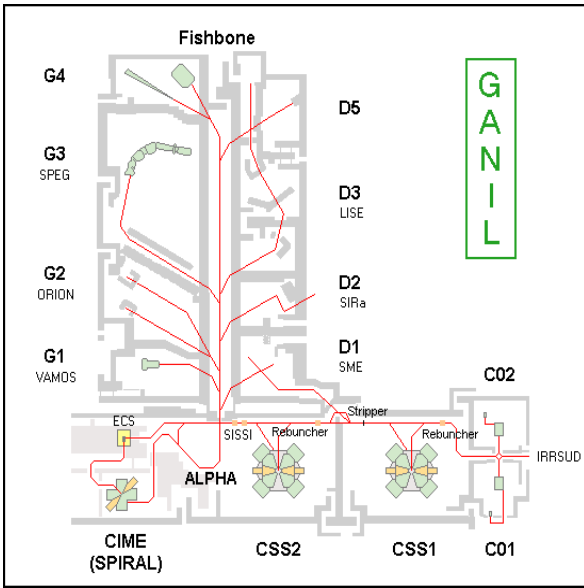 Fishbone
G4
D5
G
A
N
I
L
G3
SPEG
D3
LISE
G2
ORION
D2
SIRa
G1
VAMOS
D1
SME
C02
ECS
Stripper
SISSI
Rebuncher
Rebuncher
IRRSUD
ALPHA
CIME
(SPIRAL)
CSS2
CSS1
C01